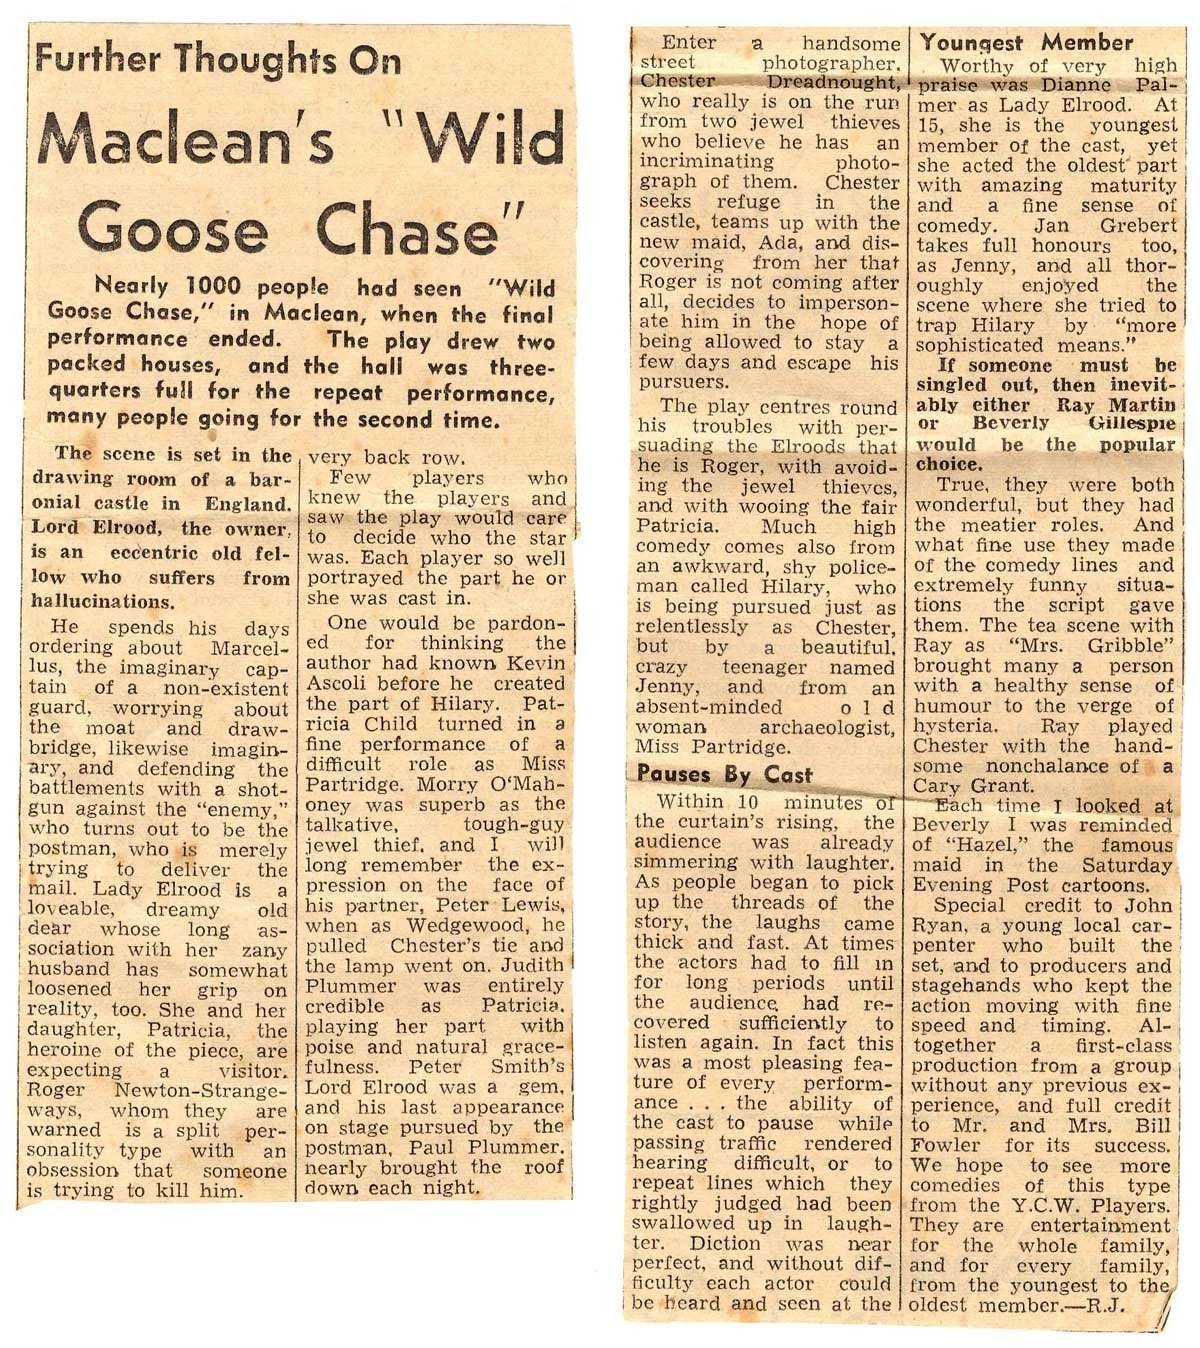 Further Thoughts On
Maclean's "Wild
Goose Chase"
Nearly 1000 people had seen "Wild
Goose Chase," in Maclean, when the final
performance ended. The play drew two
packed houses, and the hall was three-
quarters full for the repeat performance,
many people going for the second time.
The scene is set in the
drawing room of a bar-
onial castle in England.
Lord Elrood, the owner,
is an eccentric old fel-
low who suffers from
hallucinations.
He spends his days
ordering about Marcel-
lus, the imaginary cap-
tain of a non-existent
guard, worrying about
the moat and draw-
bridge, likewise imagin-
ary, and defending the
battlements with a shot-
gun against the "enemy,"
who turns out to be the
postman, who is merely
trying to deliver the
mail. Lady Elrood is a
loveable, dreamy old
dear whose long as-
sociation with her zany
husband has somewhat
loosened her grip on
reality, too. She and her
daughter, Patricia, the
heroine of the piece, are
expecting a visitor.
Roger Newton-Strange-
ways, whom they are
warned is a split per-
sonality type with an
obsession that someone
is trying to kill him.
very back row.
Few players who
knew the players and
saw the play would care
to decide who the star
was. Each player so well
portrayed the part he or
she was cast in.
One would be pardon-
ed for thinking the
author had known Kevin
Ascoli before he created
the part of Hilary. Pat-
ricia Child turned in a
fine performance of a
difficult role as Miss
Partridge. Morry O'Mah-
oney was superb as the
talkative, tough-guy
jewel thief. and I will
long remember the ex-
pression on the face of
his partner, Peter Lewis,
when as Wedgewood, he
pulled Chester's tie and
the lamp went on. Judith
Plummer was entirely
credible as Patricia.
playing her part with
poise and natural grace-
fulness. Peter Smith's
Lord Elrood was a gem,
and his last appearance
on stage pursued by the
postman, Paul Plummer,
nearly brought the roof
down each night.
Enter a handsome
street photographer.
Chester Dreadnought,
who really is on the run
from two jewel thieves
who believe he has an
incriminating photo-
graph of them. Chester
seeks refuge in the
castle, teams up with the
new maid, Ada, and dis-
covering from her that
Roger is not coming after
all, decides to imperson-
ate him in the hope of
being allowed to stay a
few days and escape his
pursuers.
The play centres round
his troubles with per-
suading the Elroods that
he is Roger, with avoid-
ing the jewel thieves,
and with wooing the fair
Patricia. Much high
comedy comes also from
an awkward, shy police-
man called Hilary, who
is being pursued just as
relentlessly as Chester,
but by a beautiful,
crazy teenager named
Jenny, and from an
absent-minded old
woman archaeologist,
Miss Partridge.
Pauses By Cast
Within 10 minutes of
the curtain's rising, the
audience was already
simmering with laughter.
As people began to pick
up the threads of the
story, the laughs came
thick and fast. At times
the actors had to fill in
for long periods until
the audience had re-
covered sufficiently to
listen again. In fact this
was a most pleasing fea-
ture of every perform-
ance . . . the ability of
the cast to pause while
passing traffic rendered
hearing difficult, or to
repeat lines which they
rightly judged had been
swallowed up in laugh-
ter. Diction was near
perfect, and without dif-
ficulty each actor could
be heard and seen at the
Youngest Member
Worthy of very high
praise was Dianne Pal-
mer as Lady Elrood. At
15, she is the youngest
member of the cast, yet
she acted the oldest part
with amazing maturity
and a fine sense of
comedy. Jan Grebert
takes full honours too,
as Jenny, and all thor-
oughly enjoyed the
scene where she tried to
trap Hilary by "more
sophisticated means."
If someone must be
singled out, then inevit-
ably either Ray Martin
or Beverly Gillespie
would be the popular
choice.
True, they were both
wonderful, but they had
the meatier roles. And
what fine use they made
of the comedy lines and
extremely funny situa-
tions the script gave
them. The tea scene with
Ray as "Mrs. Gribble"
brought many a person
with a healthy sense of
humour to the verge of
hysteria. Ray played
Chester with the hand-
some nonchalance of a
Cary Grant.
Each time I looked at
Beverly I was reminded
of "Hazel," the famous
maid in the Saturday
Evening Post cartoons.
Special credit to John
Ryan, a young local car-
penter who built the
set, and to producers and
stagehands who kept the
action moving with fine
speed and timing. Al-
together a first-class
production from a group
without any previous ex-
perience, and full credit
to Mr. and Mrs. Bill
Fowler for its success.
We hope to see more
comedies of this type
from the Y.C.W. Players.
They are entertainment
for the whole family,
and for every family,
from the youngest to the
oldest member.—R.J.